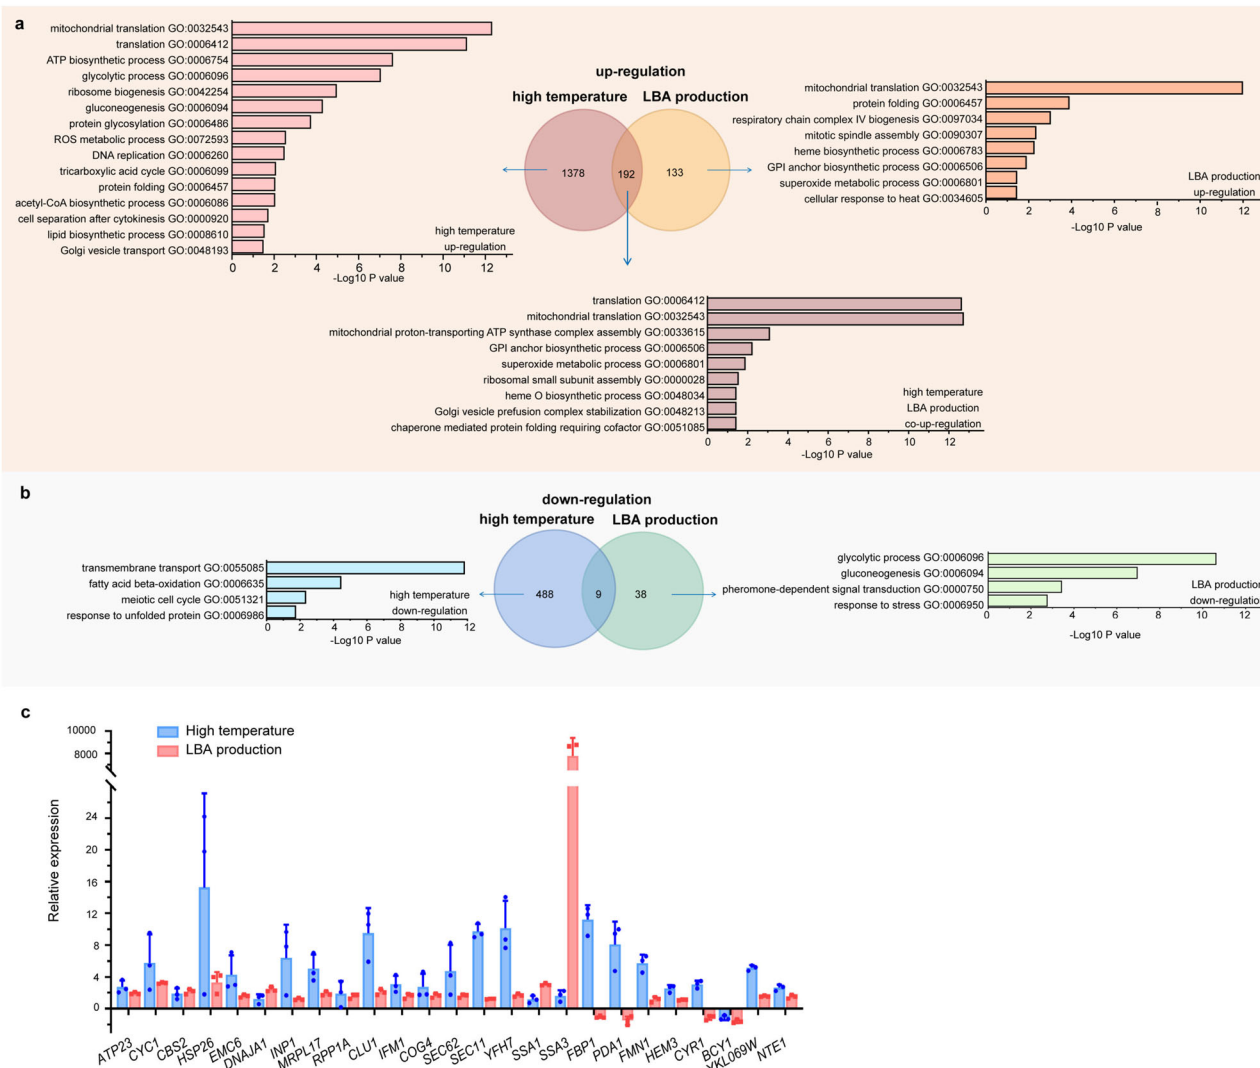 a
mitochondrial translation GO:0032543
translation GO:0006412
ATP biosynthetic process GO:0006754
glycolytic process GO:0006096
ribosome biogenesis GO:0042254
gluconeogenesis GO:0006094
protein glycosylation GO:0006486
ROS metabolic process GO:0072593
DNA replication GO:0006260
tricarboxylic acid cycle GO:0006099
protein folding GO:0006457
acetyl-CoA biosynthetic process GO:0006086
cell separation after cytokinesis GO:0000920
lipid biosynthetic process GO:0008610
Golgi vesicle transport GO:0048193
high temperature
up-regulation
0 2 4 6 8 10 12
-Log10 P value
up-regulation
high temperature LBA production
1378 192 133
mitochondrial translation GO:0032543
protein folding GO:0006457
respiratory chain complex IV biogenesis GO:0097034
mitotic spindle assembly GO:0090307
heme biosynthetic process GO:0006783
GPI anchor biosynthetic process GO:0006506
superoxide metabolic process GO:0006801
cellular response to heat GO:0034605
LBA production
up-regulation
0 2 4 6 8 10 12
-Log10 P value
translation GO:0006412
mitochondrial translation GO:0032543
mitochondrial proton-transporting ATP synthase complex assembly GO:0033615
GPI anchor biosynthetic process GO:0006506
superoxide metabolic process GO:0006801
ribosomal small subunit assembly GO:0000028
heme O biosynthetic process GO:0048034
Golgi vesicle prefusion complex stabilization GO:0048213
chaperone mediated protein folding requiring cofactor GO:0051085
high temperature
LBA production
co-up-regulation
0 2 4 6 8 10 12
-Log10 P value
b
down-regulation
high temperature LBA production
488 9 38
transmembrane transport GO:0055085
fatty acid beta-oxidation GO:0006635
meiotic cell cycle GO:0051321
response to unfolded protein GO:0006986
high temperature
down-regulation
0 2 4 6 8 10 12
-Log10 P value
glycolytic process GO:0006096
gluconeogenesis GO:0006094
pheromone-dependent signal transduction GO:0000750
response to stress GO:0006950
LBA production
down-regulation
0 2 4 6 8 10 12
-Log10 P value
c
High temperature
LBA production
Relative expression
10000
8000
24
20
16
12
8
4
0
ATP23 CYC1 CBS2 HSP26 EMC6 DNAJA1 INP1 MRPL17 RPP1A CLU1 IFM1 COG4 SEC62 SEC11 YFH7 SSA1 SSA3 FBP1 PDA1 FMN1 HEM3 CYR1 BCY1 YKL069W NTE1